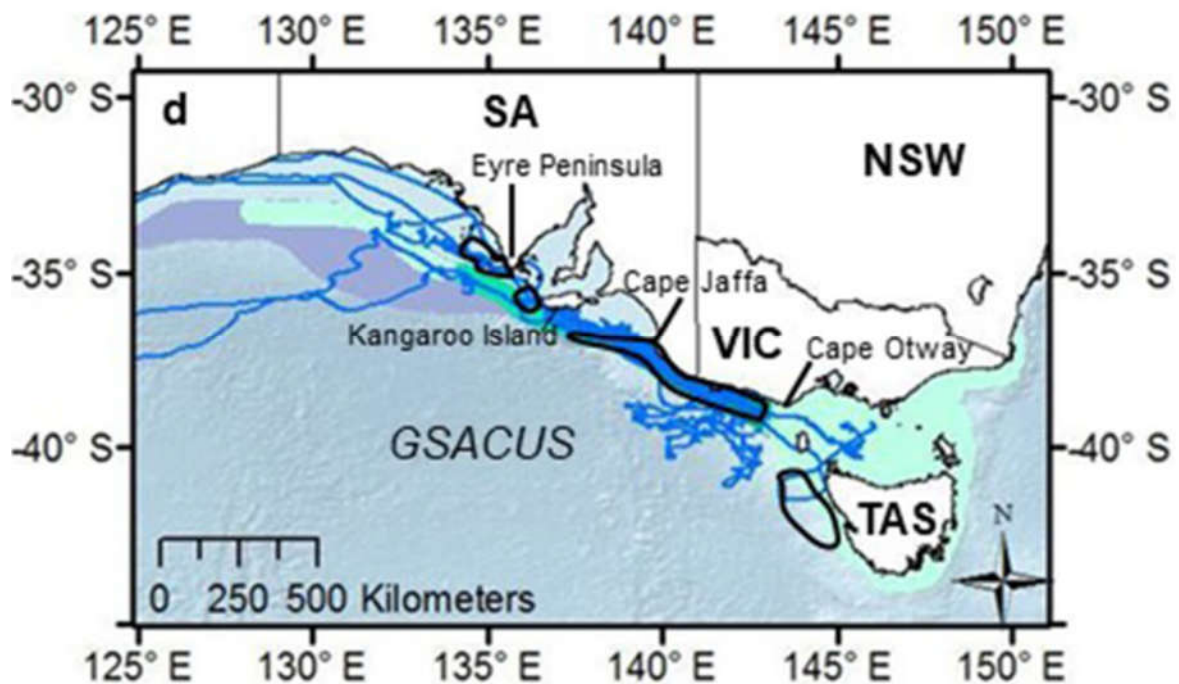 125° E 130° E 135° E 140° E 145° E 150° E
-30° S d SA -30° S
Eyre Peninsula NSW
-35° S Cape Jaffa -35° S
Kangaroo Island VIC Cape Otway
-40° S GSACUS -40° S
TAS N
0 250 500 Kilometers
125° E 130° E 135° E 140° E 145° E 150° E